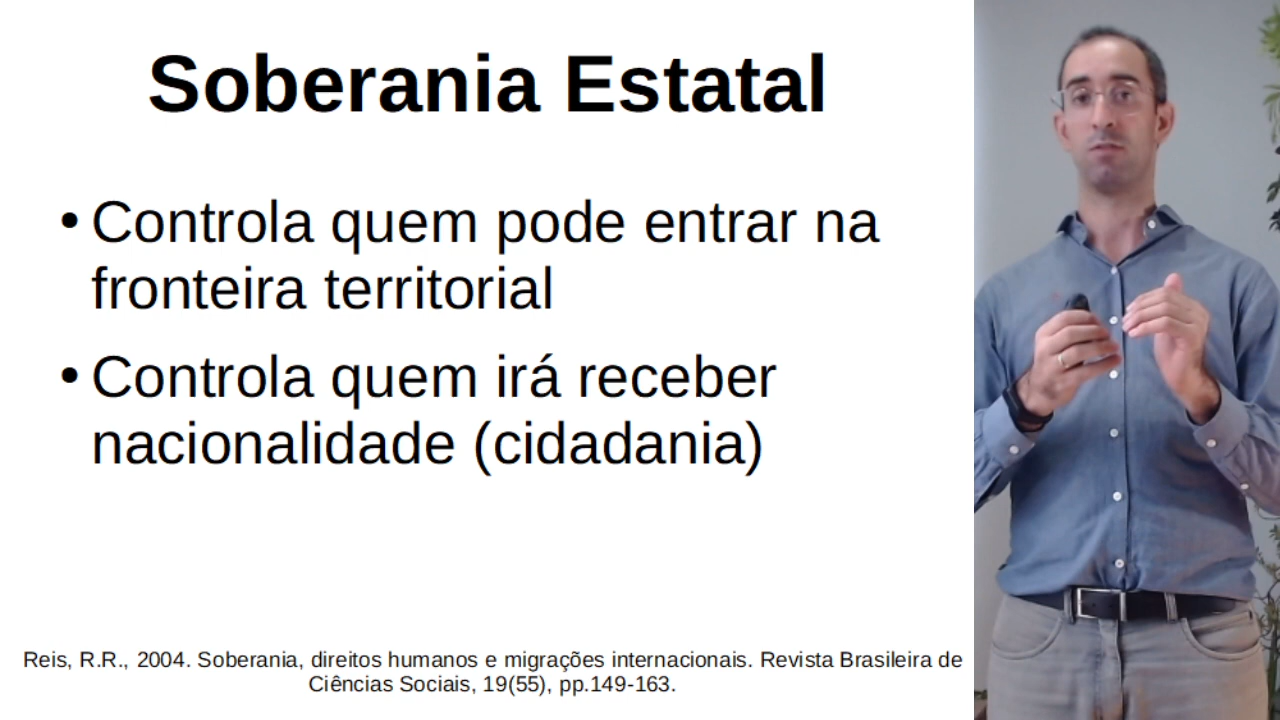 Soberania Estatal
• Controla quem pode entrar na
fronteira territorial
• Controla quem irá receber
nacionalidade (cidadania)
Reis, R.R., 2004. Soberania, direitos humanos e migrações internacionais. Revista Brasileira de
Ciências Sociais, 19(55), pp.149-163.